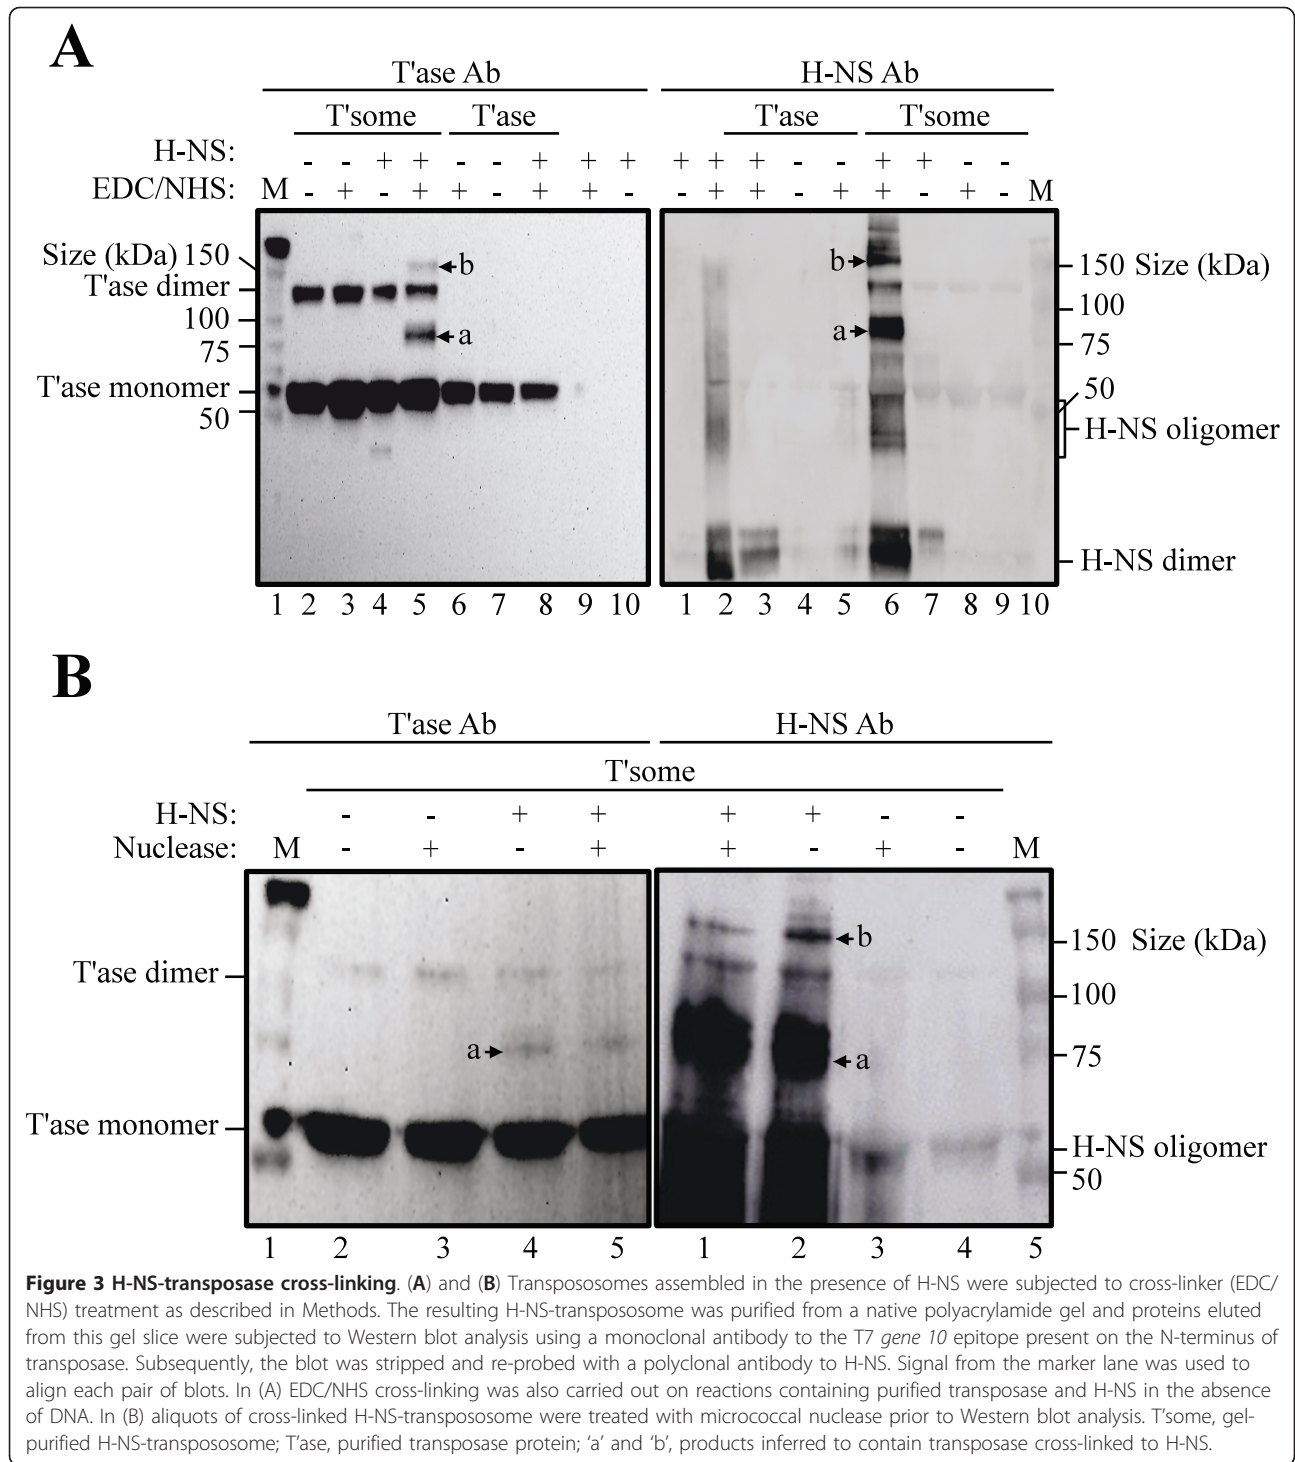 A
T'ase Ab
H-NS Ab
T'some T'ase
T'ase T'some
H-NS: - - + + - - + + +
+ + + - - + + - -
EDC/NHS: M - + - + + - + + -
- + + - + + - + - M
Size (kDa) 150
T'ase dimer
100
75
T'ase monomer
50
b
a
b
a
150 Size (kDa)
100
75
50
H-NS oligomer
H-NS dimer
1 2 3 4 5 6 7 8 9 10
1 2 3 4 5 6 7 8 9 10
B
T'ase Ab
H-NS Ab
T'some
H-NS: - - + + + + - -
Nuclease: M - + - + + - + - M
T'ase dimer
a
T'ase monomer
b
a
150 Size (kDa)
100
75
H-NS oligomer
50
1 2 3 4 5
1 2 3 4 5
Figure 3 H-NS-transposase cross-linking. (A) and (B) Transpososomes assembled in the presence of H-NS were subjected to cross-linker (EDC/
NHS) treatment as described in Methods. The resulting H-NS-transpososome was purified from a native polyacrylamide gel and proteins eluted
from this gel slice were subjected to Western blot analysis using a monoclonal antibody to the T7 gene 10 epitope present on the N-terminus of
transposase. Subsequently, the blot was stripped and re-probed with a polyclonal antibody to H-NS. Signal from the marker lane was used to
align each pair of blots. In (A) EDC/NHS cross-linking was also carried out on reactions containing purified transposase and H-NS in the absence
of DNA. In (B) aliquots of cross-linked H-NS-transpososome were treated with micrococcal nuclease prior to Western blot analysis. T'some, gel-
purified H-NS-transpososome; T'ase, purified transposase protein; 'a' and 'b', products inferred to contain transposase cross-linked to H-NS.